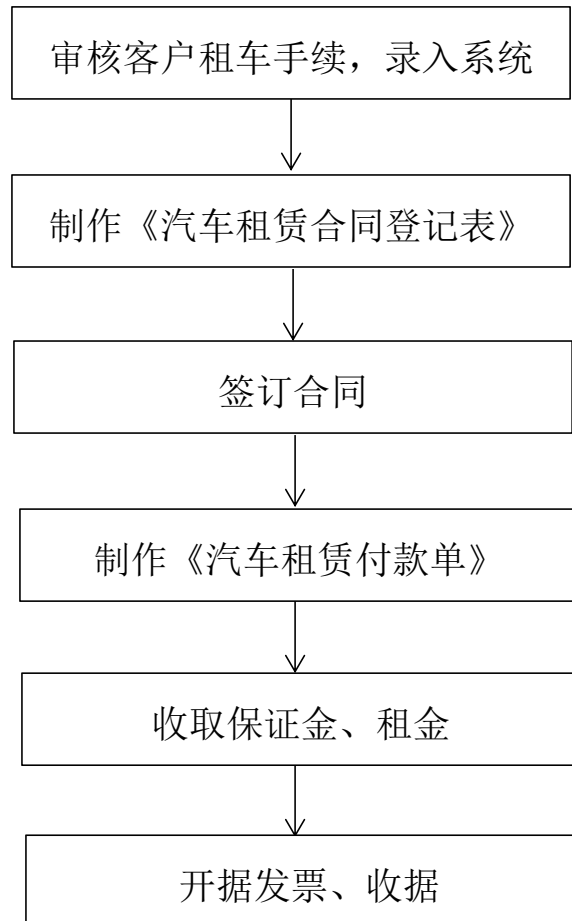 审核客户租车手续，录入系统
制作《汽车租赁合同登记表》
签订合同
制作《汽车租赁付款单》
收取保证金、租金
开据发票、收据